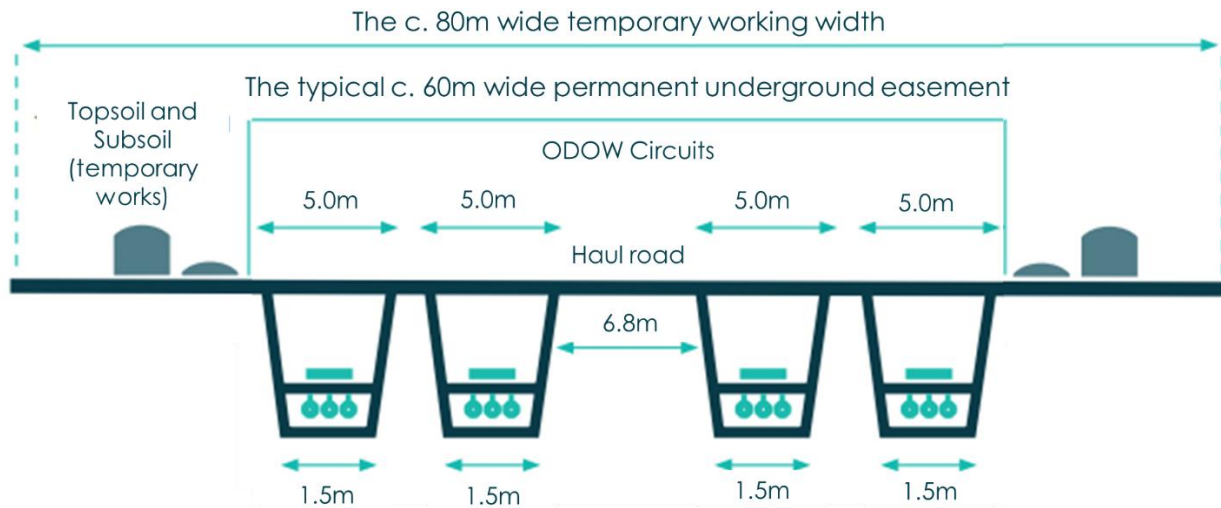 The c. 80m wide temporary working width
The typical c. 60m wide permanent underground easement
Topsoil and
Subsoil
(temporary
works)
ODOW Circuits
5.0m
5.0m
5.0m
5.0m
Haul road
6.8m
1.5m
1.5m
1.5m
1.5m